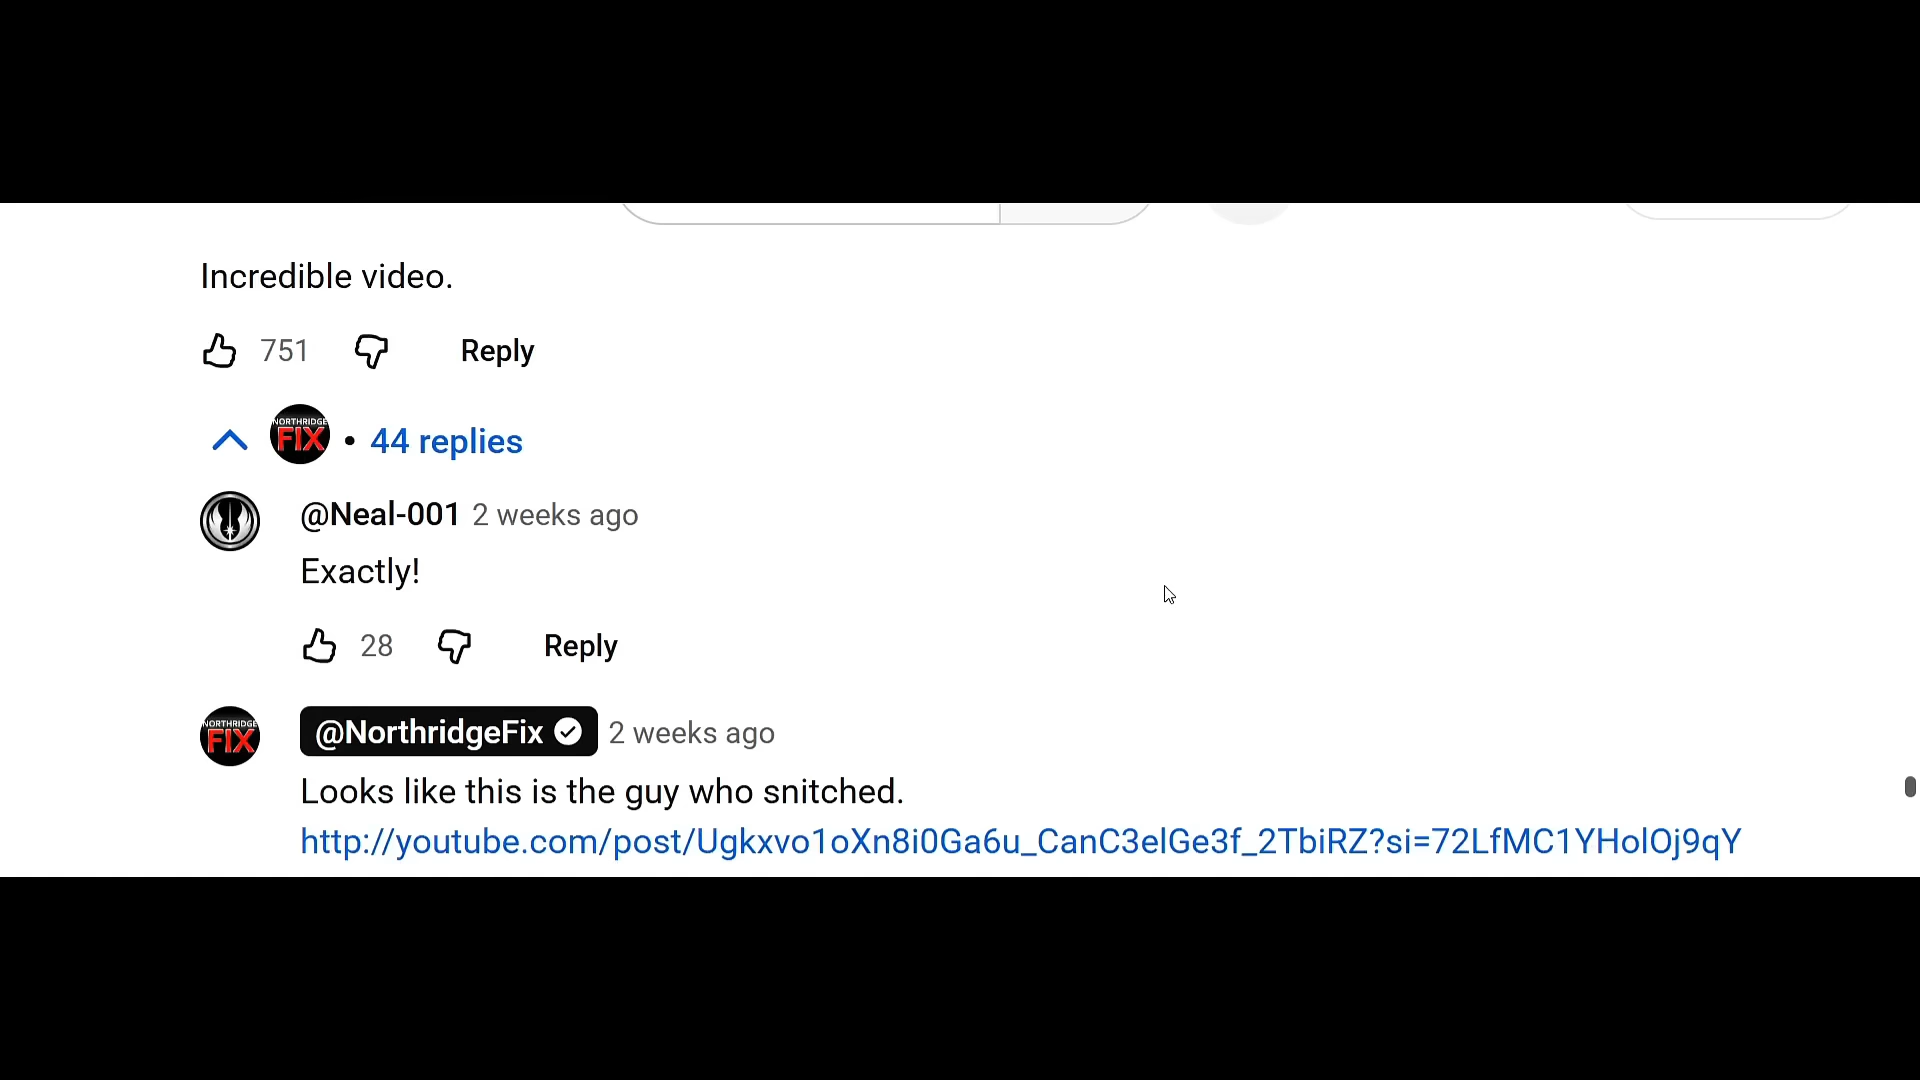 Incredible video.
751 Reply
NORTHRIDGE
FIX
• 44 replies
@Neal-001 2 weeks ago
Exactly!
28 Reply
NORTHRIDGE
FIX
@NorthridgeFix 2 weeks ago
Looks like this is the guy who snitched.
http://youtube.com/post/Ugkxvo1oXn8i0Ga6u_CanC3elGe3f_2TbiRZ?si=72LfMC1YHolOj9qY